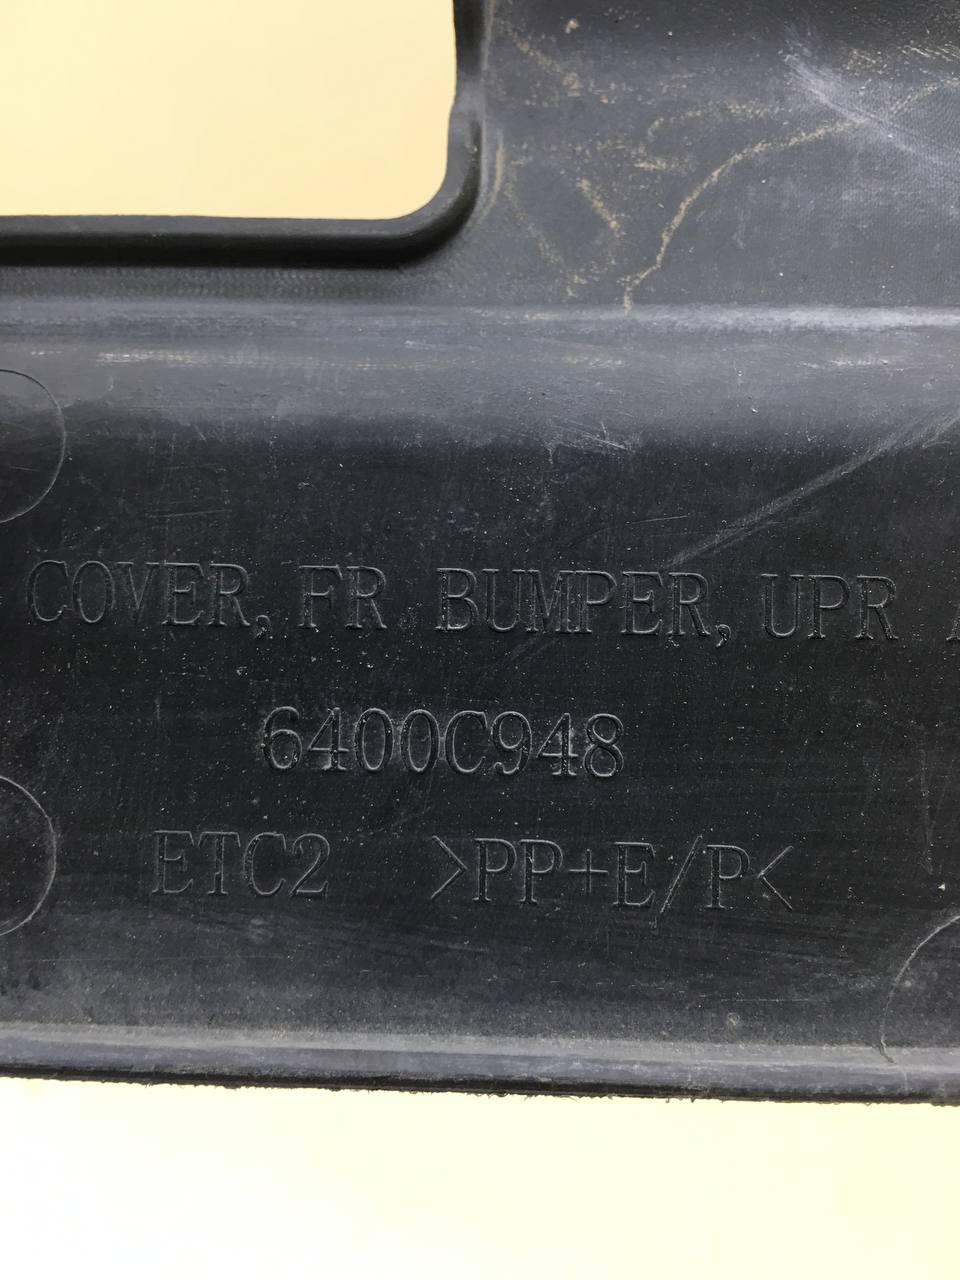 COVER, FR BUMPER, UPR
6400C948
ETC2 >PP+E/P<